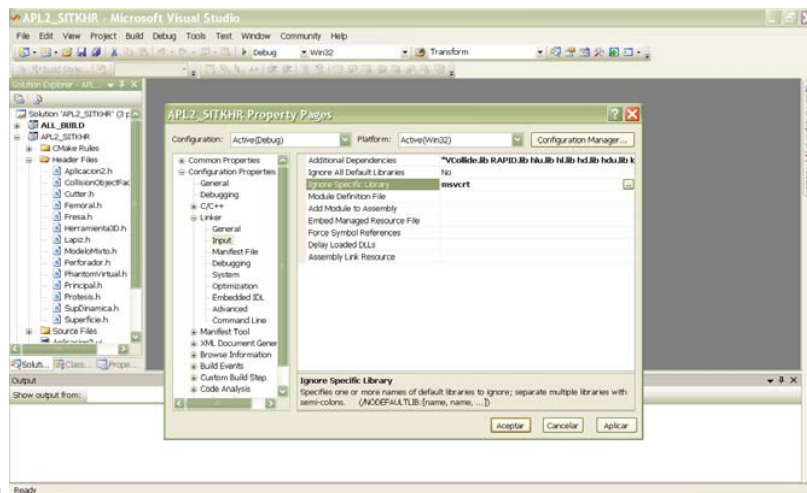 APL2_SITKHR - Microsoft Visual Studio
File Edit View Project Build Debug Tools Test Window Community Help
Debug Win32 Transform
Solution Explorer - APL...
APL2_SITKHR Property Pages
Solution 'APL2_SITKHR' (3 p
ALL_BUILD
APL2_SITKHR
CMake Rules
Header Files
Aplicacion2.h
CollisionObjectFac
Cutter.h
Femoral.h
Fresa.h
Herramienta3D.h
Lapiz.h
ModeloMixto.h
Perforador.h
PhantomVirtual.h
Principal.h
Protesis.h
SupDinamica.h
Superficie.h
Source Files
Soluti... Class... Prope...
Configuration: Active(Debug) Platform: Active(Win32) Configuration Manager...
Common Properties
Configuration Properties
General
Debugging
C/C++
Linker
General
Input
Manifest File
Debugging
System
Optimization
Embedded IDL
Advanced
Command Line
Manifest Tool
XML Document Gener
Browse Information
Build Events
Custom Build Step
Code Analysis
Additional Dependencies "VCollide.lib RAPID.lib hlu.lib hl.lib hd.lib hdu.lib k
Ignore All Default Libraries No
Ignore Specific Library msvcrt
Module Definition File
Add Module to Assembly
Embed Managed Resource File
Force Symbol References
Delay Loaded DLLs
Assembly Link Resource
Ignore Specific Library
Specifies one or more names of default libraries to ignore; separate multiple libraries with
semi-colons. (/NODEFAULTLIB:[name, name, ...])
Aceptar Cancelar Aplicar
Output
Show output from:
Ready